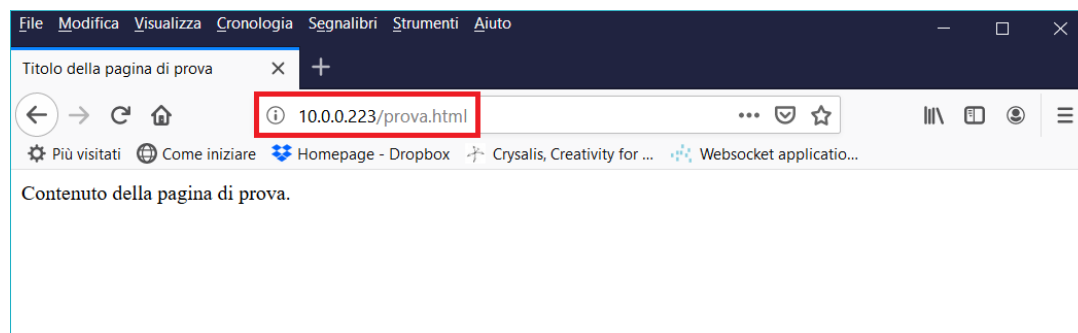 File Modifica Visualizza Cronologia Segnalibri Strumenti Aiuto
Titolo della pagina di prova
10.0.0.223/prova.html
Più visitati Come iniziare Homepage - Dropbox Crysalis, Creativity for ... Websocket applicatio...
Contenuto della pagina di prova.